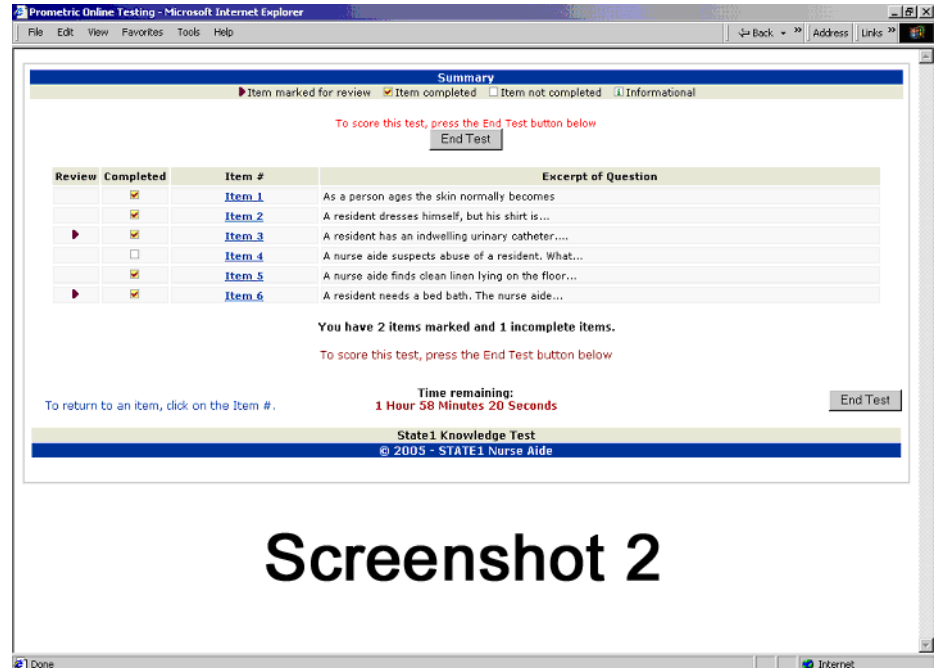 Prometric Online Testing - Microsoft Internet Explorer
File Edit View Favorites Tools Help Back » Address Links »
Summary
Item marked for review Item completed Item not completed Informational
To score this test, press the End Test button below
End Test
Review Completed Item # Excerpt of Question
Item 1 As a person ages the skin normally becomes
Item 2 A resident dresses himself, but his shirt is...
Item 3 A resident has an indwelling urinary catheter....
Item 4 A nurse aide suspects abuse of a resident. What...
Item 5 A nurse aide finds clean linen lying on the floor...
Item 6 A resident needs a bed bath. The nurse aide...
You have 2 items marked and 1 incomplete items.
To score this test, press the End Test button below
Time remaining:
To return to an item, click on the Item #. 1 Hour 58 Minutes 20 Seconds End Test
State1 Knowledge Test
© 2005 - STATE1 Nurse Aide
Screenshot 2
Done Internet